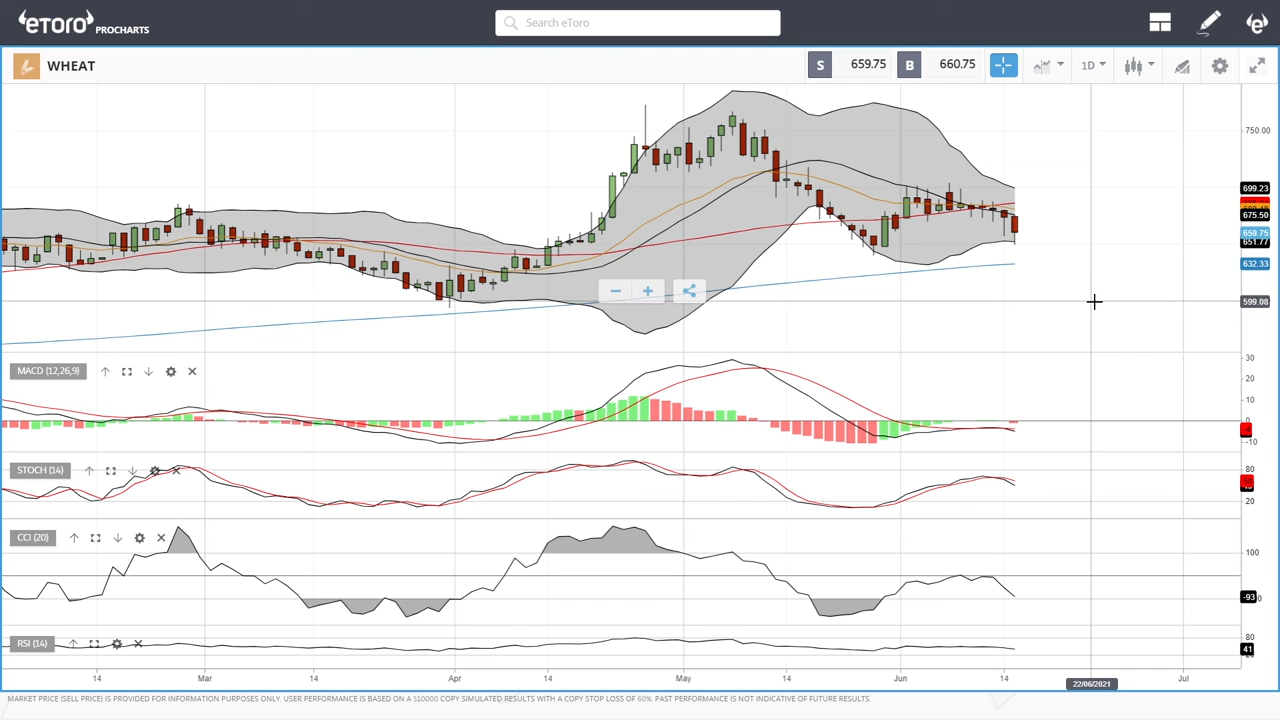 eToro PROCHARTS
Search eToro
WHEAT
S 659.75 B 660.75
1D
750.00
699.23
675.50
659.75
651.77
632.33
599.08
MACD (12,26,9)
30
20
10
0
-10
STOCH (14)
80
20
CCI (20)
100
-93
RSI (14)
80
41
14 Mar 14 Apr 14 May 14 Jun 14 Jul
22/06/2021
MARKET PRICE (SELL PRICE) IS PROVIDED FOR INFORMATION PURPOSES ONLY. USER PERFORMANCE IS BASED ON A $10000 COPY SIMULATED RESULTS WITH A COPY STOP LOSS OF 60%. PAST PERFORMANCE IS NOT INDICATIVE OF FUTURE RESULTS.